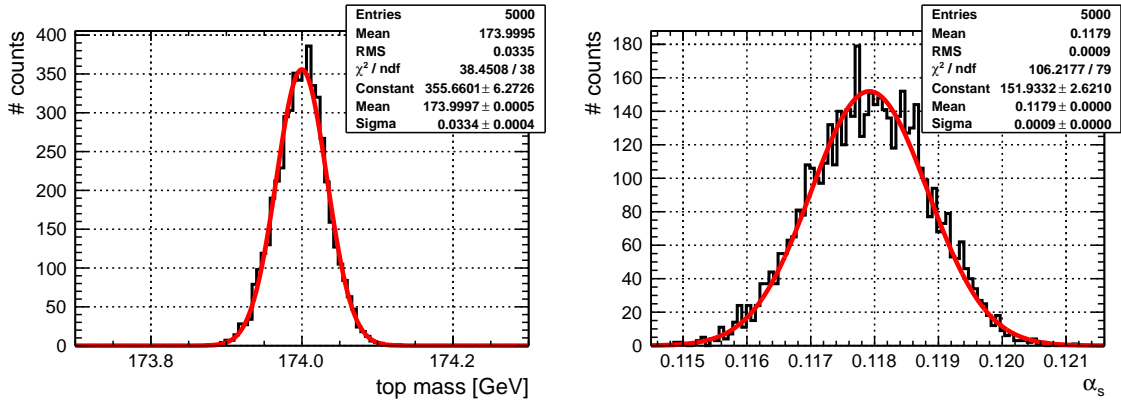 # counts
400
350
300
250
200
150
100
50
0
173.8 174.0 174.2
top mass [GeV]
Entries 5000
Mean 173.9995
RMS 0.0335
χ² / ndf 38.4508 / 38
Constant 355.6601 ± 6.2726
Mean 173.9997 ± 0.0005
Sigma 0.0334 ± 0.0004
# counts
180
160
140
120
100
80
60
40
20
0
0.115 0.116 0.117 0.118 0.119 0.120 0.121
αs
Entries 5000
Mean 0.1179
RMS 0.0009
χ² / ndf 106.2177 / 79
Constant 151.9332 ± 2.6210
Mean 0.1179 ± 0.0000
Sigma 0.0009 ± 0.0000